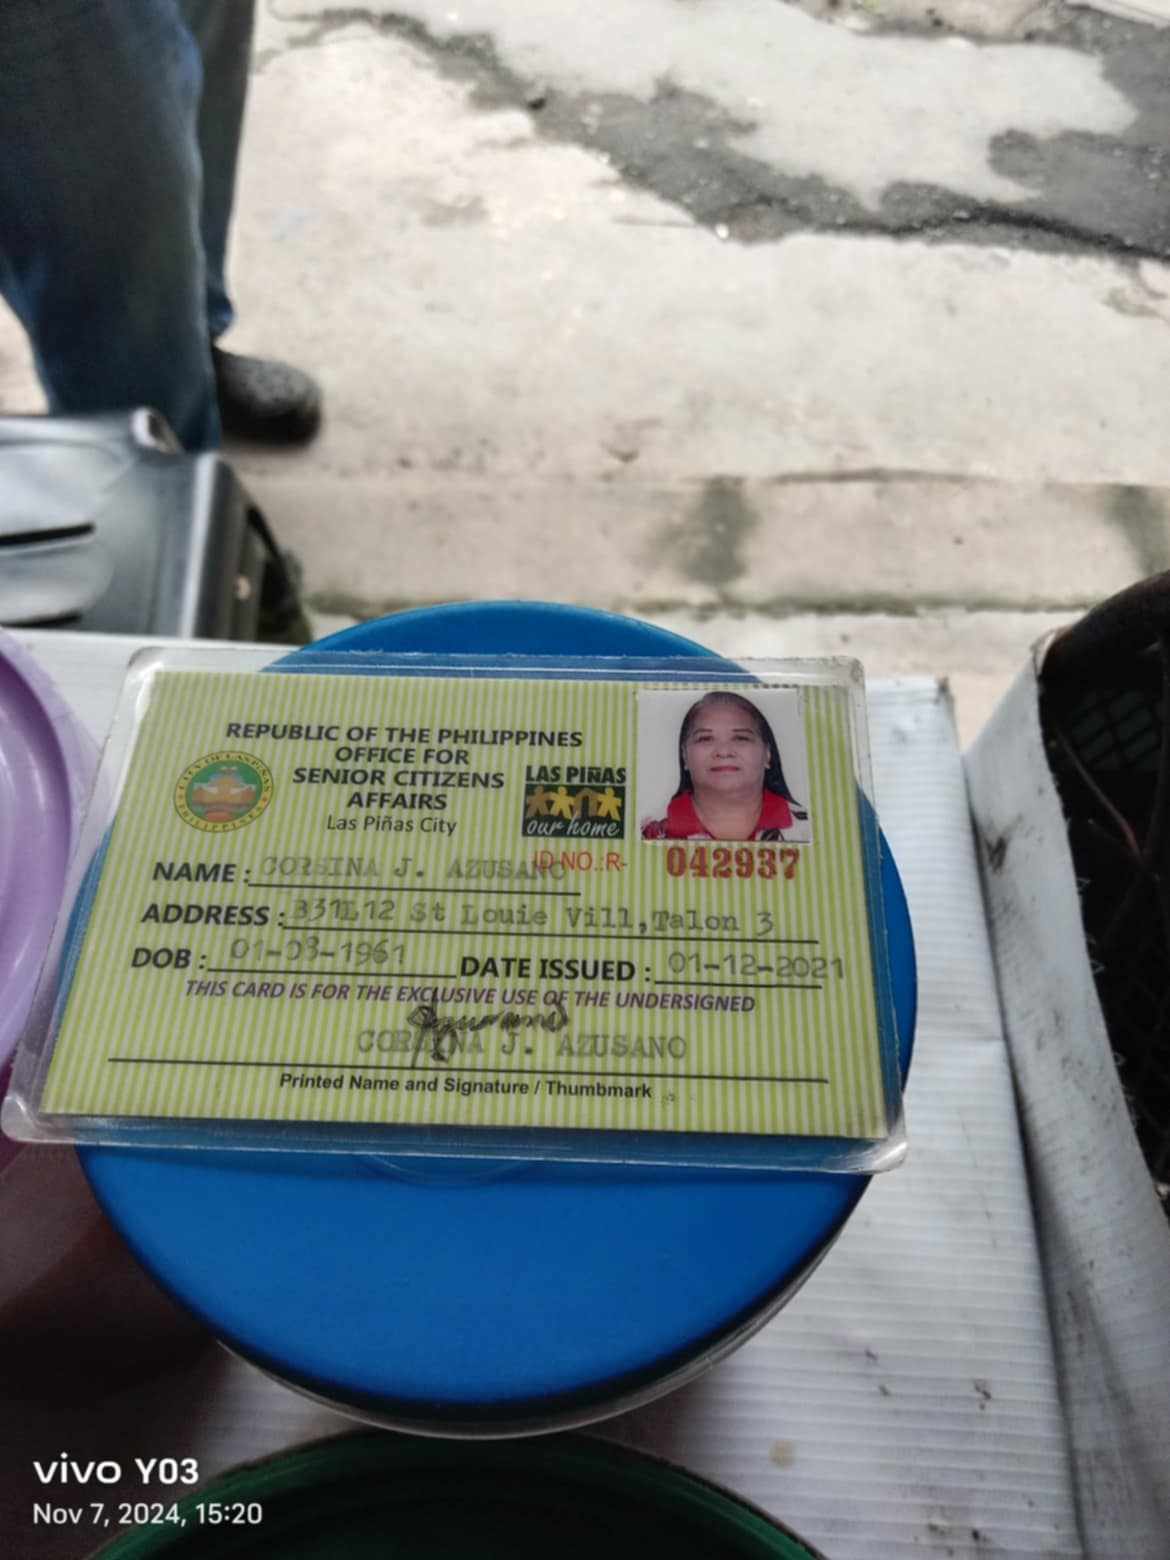 REPUBLIC OF THE PHILIPPINES
OFFICE FOR
SENIOR CITIZENS
AFFAIRS
Las Piñas City
LAS PIÑAS
our home
ID NO.:R- 042937
NAME : CORSINA J. AZUSANO
ADDRESS : B31L12 St Louie Vill,Talon 3
DOB : 01-03-1961 DATE ISSUED : 01-12-2021
THIS CARD IS FOR THE EXCLUSIVE USE OF THE UNDERSIGNED
CORSINA J. AZUSANO
Printed Name and Signature / Thumbmark
vivo Y03
Nov 7, 2024, 15:20